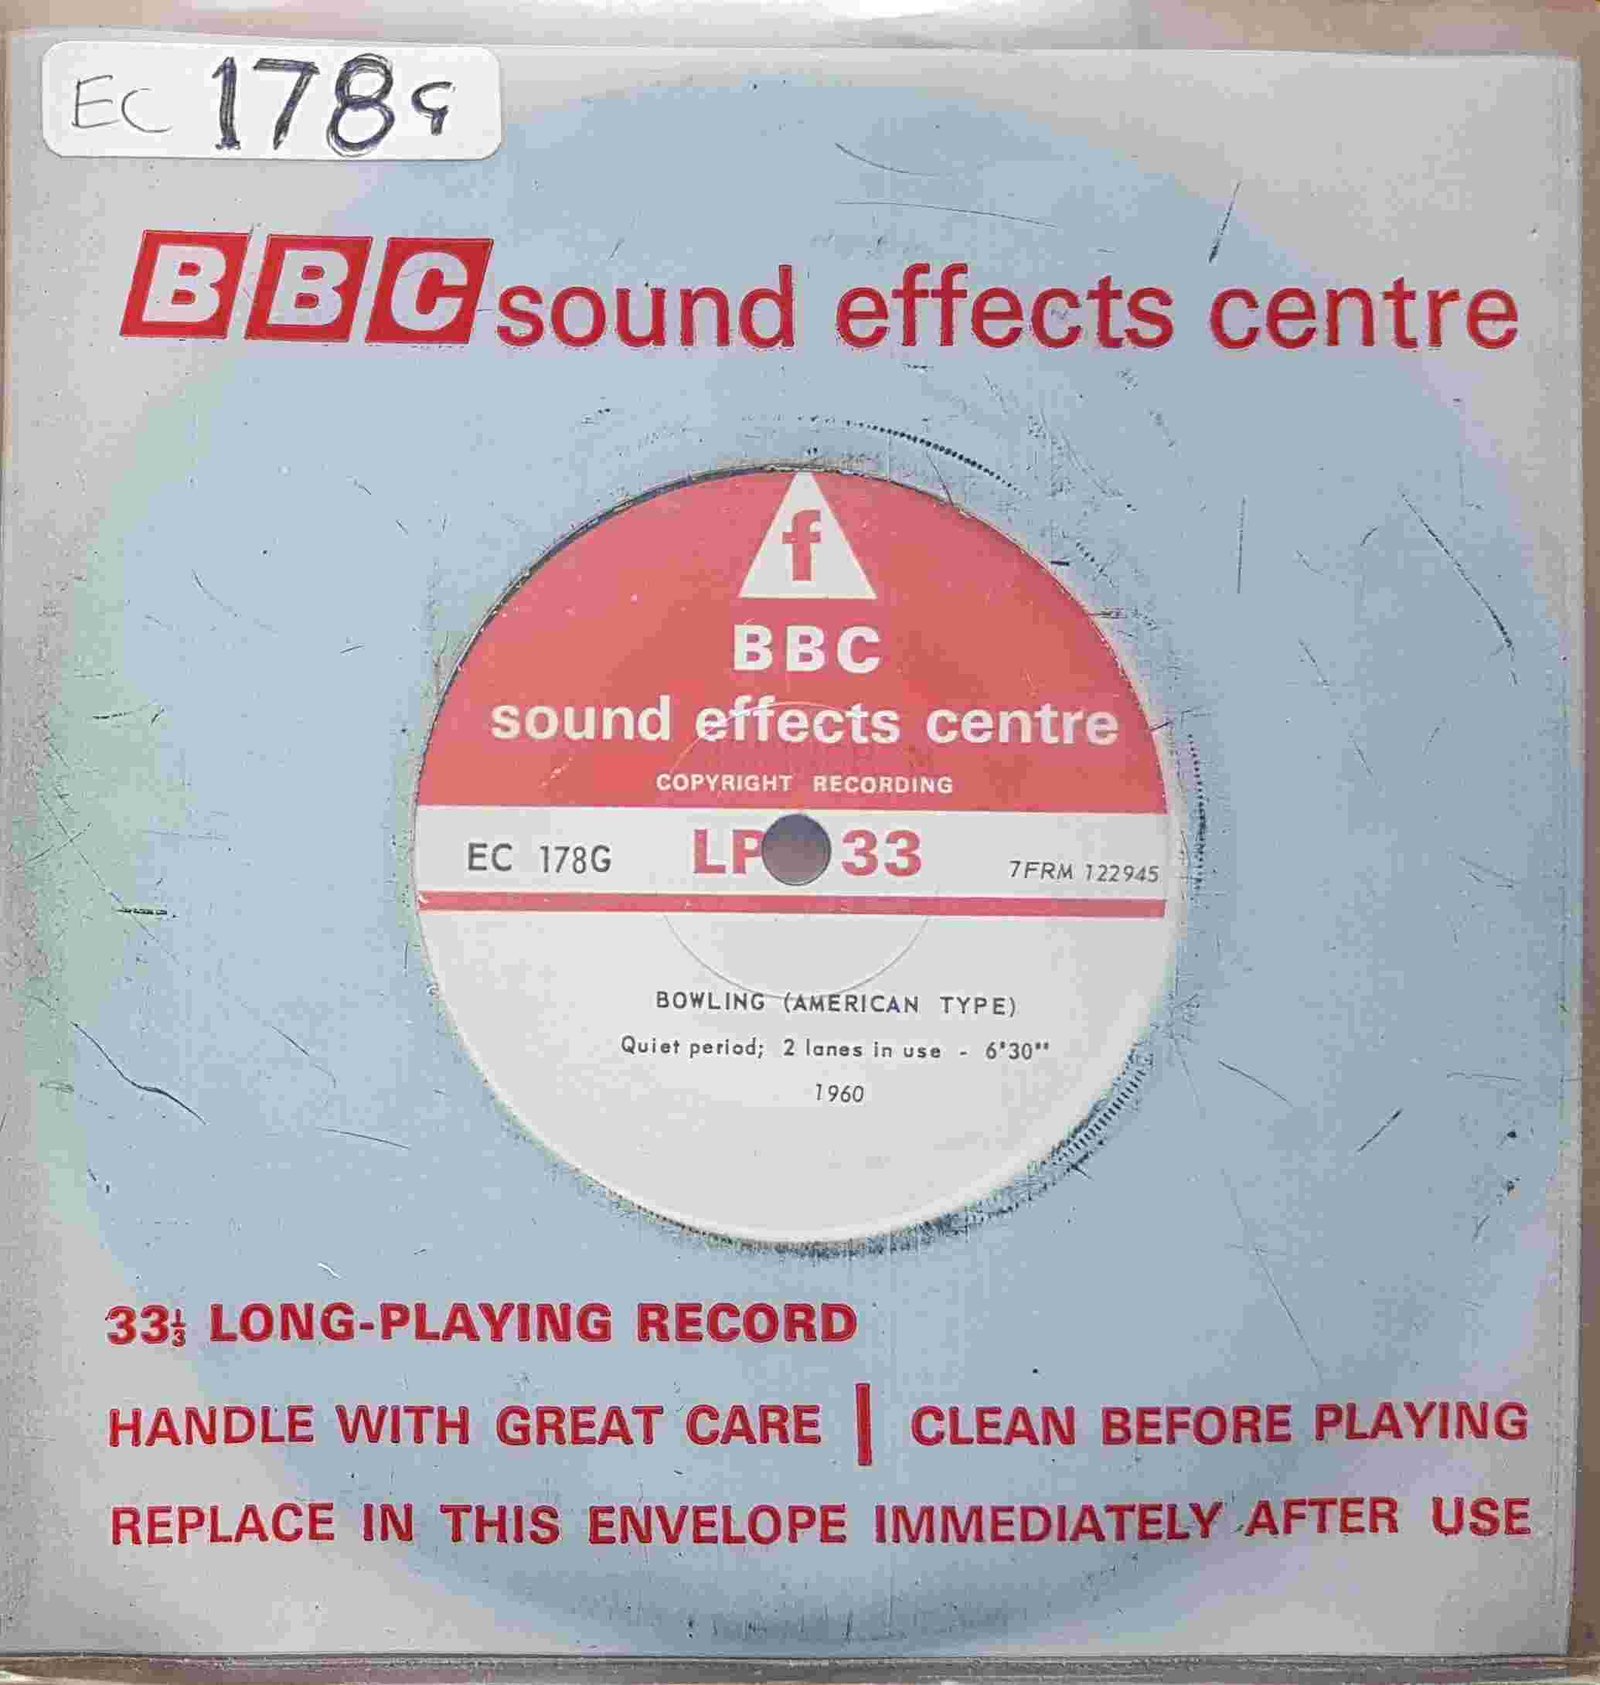 EC 178G
BBC sound effects centre
f
BBC
sound effects centre
COPYRIGHT RECORDING
EC 178G LP 33 7FRM 122945
BOWLING (AMERICAN TYPE)
Quiet period; 2 lanes in use - 6'30"
1960
33⅓ LONG-PLAYING RECORD
HANDLE WITH GREAT CARE | CLEAN BEFORE PLAYING
REPLACE IN THIS ENVELOPE IMMEDIATELY AFTER USE